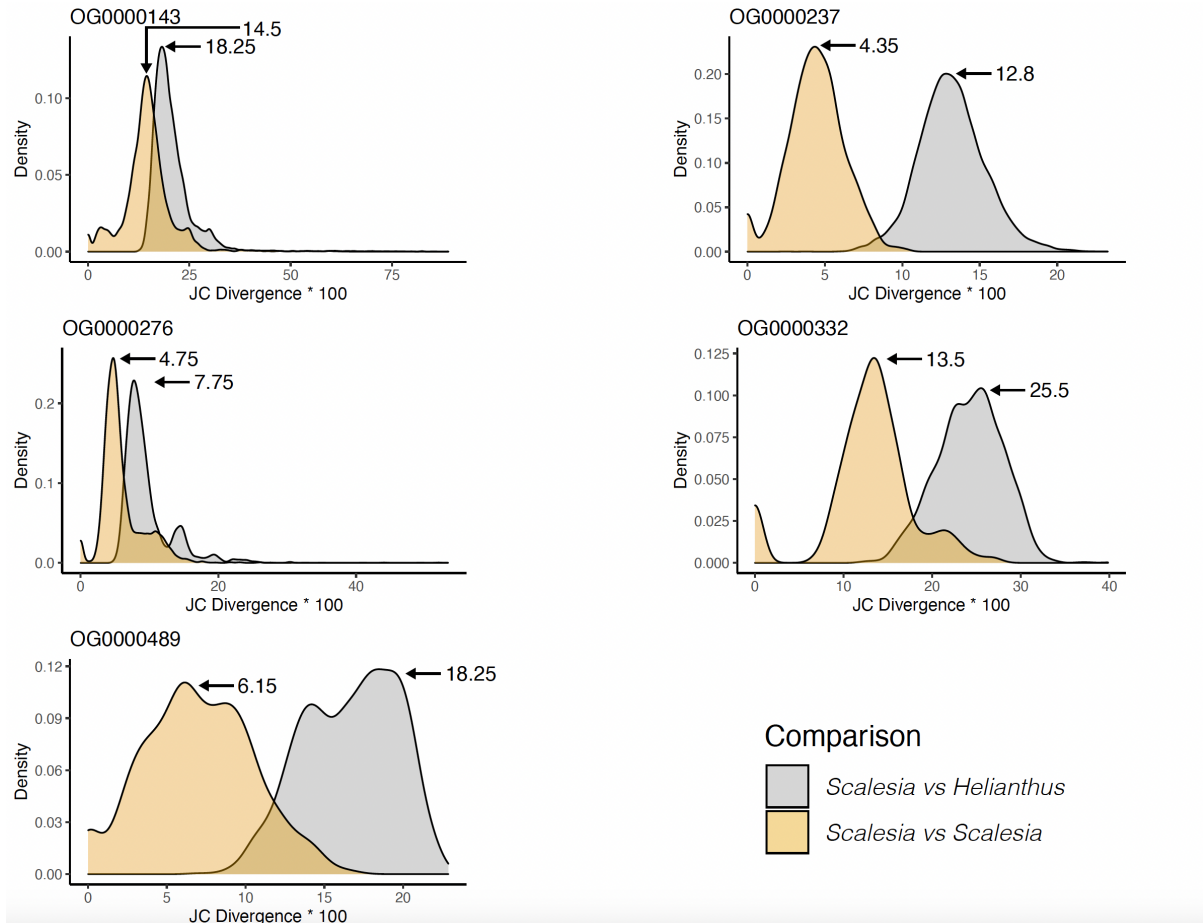 OG0000143
14.5
18.25
0.10
0.05
0.00
Density
0 25 50 75
JC Divergence * 100
OG0000237
4.35
12.8
0.20
0.15
0.10
0.05
0.00
Density
0 5 10 15 20
JC Divergence * 100
OG0000276
4.75
7.75
0.2
0.1
0.0
Density
0 20 40
JC Divergence * 100
OG0000332
13.5
25.5
0.125
0.100
0.075
0.050
0.025
0.000
Density
0 10 20 30 40
JC Divergence * 100
OG0000489
6.15
18.25
0.12
0.09
0.06
0.03
0.00
Density
0 5 10 15 20
JC Divergence * 100
Comparison
Scalesia vs Helianthus
Scalesia vs Scalesia